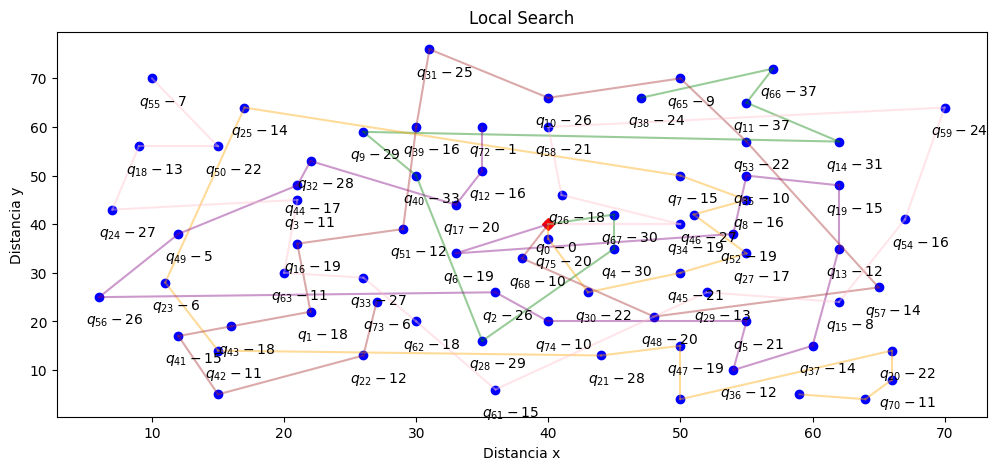 Local Search
Distancia y
70
60
50
40
30
20
10
q31 − 25
q66 − 37
q55 − 7
q65 − 9
q10 − 26
q38 − 24
q11 − 37
q59 − 24
q25 − 14
q9 − 29
q39 − 16
q72 − 1
q58 − 21
q53 − 22
q14 − 31
q18 − 13
q50 − 22
q32 − 28
q40 − 33
q12 − 16
q7 − 15
q35 − 10
q19 − 15
q44 − 17
q3 − 11
q24 − 27
q17 − 20
q26 − 18
q8 − 16
q67 − 30
q46 − 27
q54 − 16
q49 − 5
q51 − 12
q0 − 0
q34 − 19
q52 − 19
q16 − 19
q75 − 20
q6 − 19
q4 − 30
q27 − 17
q13 − 12
q68 − 10
q63 − 11
q33 − 27
q45 − 21
q23 − 6
q56 − 26
q2 − 26
q30 − 22
q29 − 13
q57 − 14
q73 − 6
q15 − 8
q1 − 18
q62 − 18
q74 − 10
q48 − 20
q5 − 21
q43 − 18
q41 − 15
q28 − 29
q42 − 11
q22 − 12
q21 − 28
q47 − 19
q37 − 14
q20 − 22
q36 − 12
q70 − 11
q61 − 15
10 20 30 40 50 60 70
Distancia x